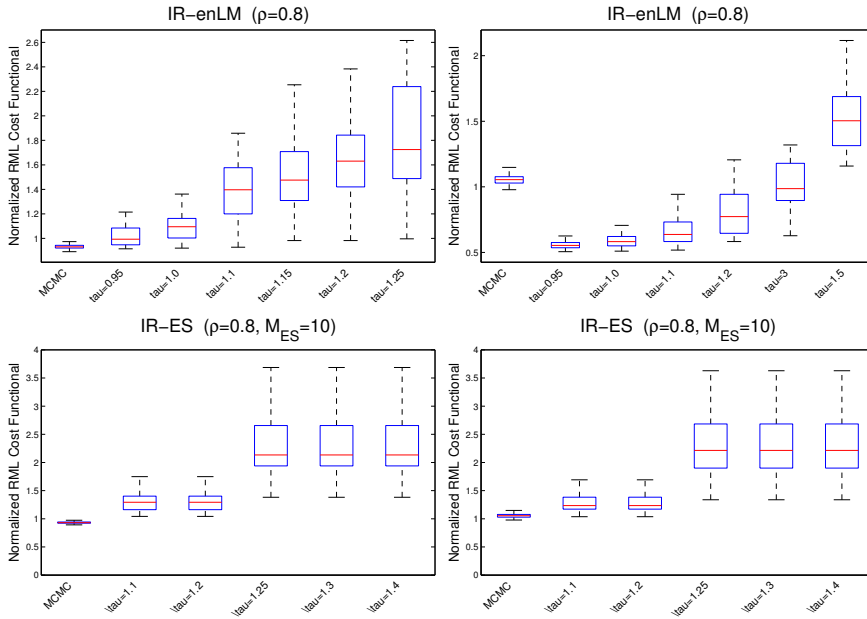 IR−enLM (ρ=0.8)
Normalized RML Cost Functional
2.6
2.4
2.2
2
1.8
1.6
1.4
1.2
1
MCMC
tau=0.95
tau=1.0
tau=1.1
tau=1.15
tau=1.2
tau=1.25
IR−enLM (ρ=0.8)
Normalized RML Cost Functional
2
1.5
1
0.5
MCMC
tau=0.95
tau=1.0
tau=1.1
tau=1.2
tau=3
tau=1.5
IR−ES (ρ=0.8, M_ES=10)
Normalized RML Cost Functional
4
3.5
3
2.5
2
1.5
1
0.5
0
MCMC
\tau=1.1
\tau=1.2
\tau=1.25
\tau=1.3
\tau=1.4
IR−ES (ρ=0.8, M_ES=10)
Normalized RML Cost Functional
4
3.5
3
2.5
2
1.5
1
0.5
0
MCMC
\tau=1.1
\tau=1.2
\tau=1.25
\tau=1.3
\tau=1.4